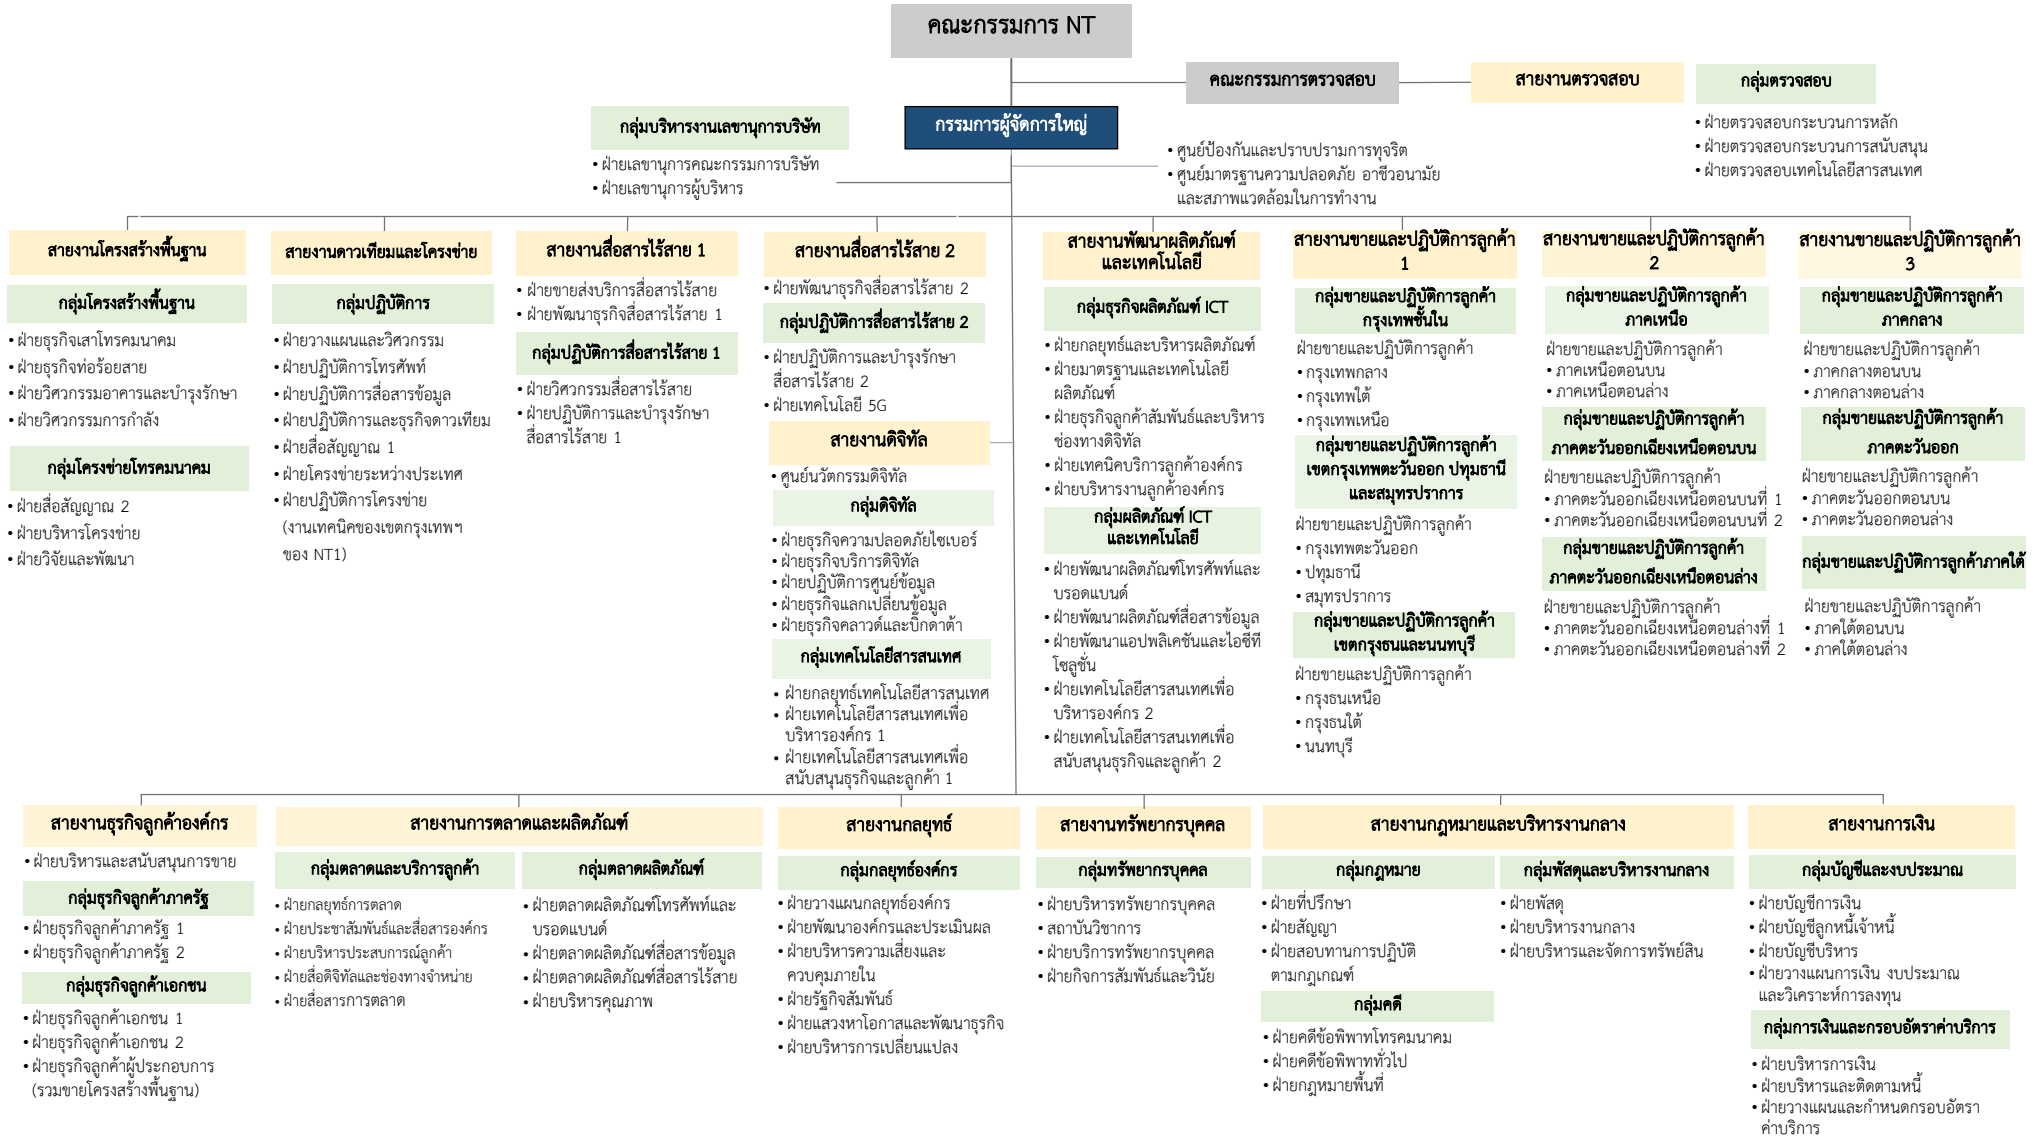 คณะกรรมการ NT
คณะกรรมการตรวจสอบ
สายงานตรวจสอบ
กลุ่มตรวจสอบ
• ฝ่ายตรวจสอบกระบวนการหลัก
• ฝ่ายตรวจสอบกระบวนการสนับสนุน
• ฝ่ายตรวจสอบเทคโนโลยีสารสนเทศ
กลุ่มบริหารงานเลขานุการบริษัท
• ฝ่ายเลขานุการคณะกรรมการบริษัท
• ฝ่ายเลขานุการผู้บริหาร
กรรมการผู้จัดการใหญ่
• ศูนย์ป้องกันและปราบปรามการทุจริต
• ศูนย์มาตรฐานความปลอดภัย อาชีวอนามัย
และสภาพแวดล้อมในการทำงาน
สายงานโครงสร้างพื้นฐาน
กลุ่มโครงสร้างพื้นฐาน
• ฝ่ายธุรกิจเสาโทรคมนาคม
• ฝ่ายธุรกิจท่อร้อยสาย
• ฝ่ายวิศวกรรมอาคารและบำรุงรักษา
• ฝ่ายวิศวกรรมการกำลัง
กลุ่มโครงข่ายโทรคมนาคม
• ฝ่ายสื่อสัญญาณ 2
• ฝ่ายบริหารโครงข่าย
• ฝ่ายวิจัยและพัฒนา
สายงานดาวเทียมและโครงข่าย
กลุ่มปฏิบัติการ
• ฝ่ายวางแผนและวิศวกรรม
• ฝ่ายปฏิบัติการโทรศัพท์
• ฝ่ายปฏิบัติการสื่อสารข้อมูล
• ฝ่ายปฏิบัติการและธุรกิจดาวเทียม
• ฝ่ายสื่อสัญญาณ 1
• ฝ่ายโครงข่ายระหว่างประเทศ
• ฝ่ายปฏิบัติการโครงข่าย
(งานเทคนิคของเขตกรุงเทพฯ
ของ NT1)
สายงานสื่อสารไร้สาย 1
• ฝ่ายขายส่งบริการสื่อสารไร้สาย
• ฝ่ายพัฒนาธุรกิจสื่อสารไร้สาย 1
กลุ่มปฏิบัติการสื่อสารไร้สาย 1
• ฝ่ายวิศวกรรมสื่อสารไร้สาย
• ฝ่ายปฏิบัติการและบำรุงรักษา
สื่อสารไร้สาย 1
สายงานสื่อสารไร้สาย 2
• ฝ่ายพัฒนาธุรกิจสื่อสารไร้สาย 2
กลุ่มปฏิบัติการสื่อสารไร้สาย 2
• ฝ่ายปฏิบัติการและบำรุงรักษา
สื่อสารไร้สาย 2
• ฝ่ายเทคโนโลยี 5G
สายงานดิจิทัล
• ศูนย์นวัตกรรมดิจิทัล
กลุ่มดิจิทัล
• ฝ่ายธุรกิจความปลอดภัยไซเบอร์
• ฝ่ายธุรกิจบริการดิจิทัล
• ฝ่ายปฏิบัติการศูนย์ข้อมูล
• ฝ่ายธุรกิจแลกเปลี่ยนข้อมูล
• ฝ่ายธุรกิจคลาวด์และบิ๊กดาต้า
กลุ่มเทคโนโลยีสารสนเทศ
• ฝ่ายกลยุทธ์เทคโนโลยีสารสนเทศ
• ฝ่ายเทคโนโลยีสารสนเทศเพื่อ
บริหารองค์กร 1
• ฝ่ายเทคโนโลยีสารสนเทศเพื่อ
สนับสนุนธุรกิจและลูกค้า 1
สายงานพัฒนาผลิตภัณฑ์
และเทคโนโลยี
กลุ่มธุรกิจผลิตภัณฑ์ ICT
• ฝ่ายกลยุทธ์และบริหารผลิตภัณฑ์
• ฝ่ายมาตรฐานและเทคโนโลยี
ผลิตภัณฑ์
• ฝ่ายธุรกิจลูกค้าสัมพันธ์และบริหาร
ช่องทางดิจิทัล
• ฝ่ายเทคนิคบริการลูกค้าองค์กร
• ฝ่ายบริหารงานลูกค้าองค์กร
กลุ่มผลิตภัณฑ์ ICT
และเทคโนโลยี
• ฝ่ายพัฒนาผลิตภัณฑ์โทรศัพท์และ
บรอดแบนด์
• ฝ่ายพัฒนาผลิตภัณฑ์สื่อสารข้อมูล
• ฝ่ายพัฒนาแอปพลิเคชันและไอซีที
โซลูชั่น
• ฝ่ายเทคโนโลยีสารสนเทศเพื่อ
บริหารองค์กร 2
• ฝ่ายเทคโนโลยีสารสนเทศเพื่อ
สนับสนุนธุรกิจและลูกค้า 2
สายงานขายและปฏิบัติการลูกค้า
1
กลุ่มขายและปฏิบัติการลูกค้า
กรุงเทพชั้นใน
ฝ่ายขายและปฏิบัติการลูกค้า
• กรุงเทพกลาง
• กรุงเทพใต้
• กรุงเทพเหนือ
กลุ่มขายและปฏิบัติการลูกค้า
เขตกรุงเทพตะวันออก ปทุมธานี
และสมุทรปราการ
ฝ่ายขายและปฏิบัติการลูกค้า
• กรุงเทพตะวันออก
• ปทุมธานี
• สมุทรปราการ
กลุ่มขายและปฏิบัติการลูกค้า
เขตกรุงธนและนนทบุรี
ฝ่ายขายและปฏิบัติการลูกค้า
• กรุงธนเหนือ
• กรุงธนใต้
• นนทบุรี
สายงานขายและปฏิบัติการลูกค้า
2
กลุ่มขายและปฏิบัติการลูกค้า
ภาคเหนือ
ฝ่ายขายและปฏิบัติการลูกค้า
• ภาคเหนือตอนบน
• ภาคเหนือตอนล่าง
กลุ่มขายและปฏิบัติการลูกค้า
ภาคตะวันออกเฉียงเหนือตอนบน
ฝ่ายขายและปฏิบัติการลูกค้า
• ภาคตะวันออกเฉียงเหนือตอนบนที่ 1
• ภาคตะวันออกเฉียงเหนือตอนบนที่ 2
กลุ่มขายและปฏิบัติการลูกค้า
ภาคตะวันออกเฉียงเหนือตอนล่าง
ฝ่ายขายและปฏิบัติการลูกค้า
• ภาคตะวันออกเฉียงเหนือตอนล่างที่ 1
• ภาคตะวันออกเฉียงเหนือตอนล่างที่ 2
สายงานขายและปฏิบัติการลูกค้า
3
กลุ่มขายและปฏิบัติการลูกค้า
ภาคกลาง
ฝ่ายขายและปฏิบัติการลูกค้า
• ภาคกลางตอนบน
• ภาคกลางตอนล่าง
กลุ่มขายและปฏิบัติการลูกค้า
ภาคตะวันออก
ฝ่ายขายและปฏิบัติการลูกค้า
• ภาคตะวันออกตอนบน
• ภาคตะวันออกตอนล่าง
กลุ่มขายและปฏิบัติการลูกค้าภาคใต้
ฝ่ายขายและปฏิบัติการลูกค้า
• ภาคใต้ตอนบน
• ภาคใต้ตอนล่าง
สายงานธุรกิจลูกค้าองค์กร
• ฝ่ายบริหารและสนับสนุนการขาย
กลุ่มธุรกิจลูกค้าภาครัฐ
• ฝ่ายธุรกิจลูกค้าภาครัฐ 1
• ฝ่ายธุรกิจลูกค้าภาครัฐ 2
กลุ่มธุรกิจลูกค้าเอกชน
• ฝ่ายธุรกิจลูกค้าเอกชน 1
• ฝ่ายธุรกิจลูกค้าเอกชน 2
• ฝ่ายธุรกิจลูกค้าผู้ประกอบการ
(รวมขายโครงสร้างพื้นฐาน)
สายงานการตลาดและผลิตภัณฑ์
กลุ่มตลาดและบริการลูกค้า
• ฝ่ายกลยุทธ์การตลาด
• ฝ่ายประชาสัมพันธ์และสื่อสารองค์กร
• ฝ่ายบริหารประสบการณ์ลูกค้า
• ฝ่ายสื่อดิจิทัลและช่องทางจำหน่าย
• ฝ่ายสื่อสารการตลาด
กลุ่มตลาดผลิตภัณฑ์
• ฝ่ายตลาดผลิตภัณฑ์โทรศัพท์และ
บรอดแบนด์
• ฝ่ายตลาดผลิตภัณฑ์สื่อสารข้อมูล
• ฝ่ายตลาดผลิตภัณฑ์สื่อสารไร้สาย
• ฝ่ายบริหารคุณภาพ
สายงานกลยุทธ์
กลุ่มกลยุทธ์องค์กร
• ฝ่ายวางแผนกลยุทธ์องค์กร
• ฝ่ายพัฒนาองค์กรและประเมินผล
• ฝ่ายบริหารความเสี่ยงและ
ควบคุมภายใน
• ฝ่ายรัฐกิจสัมพันธ์
• ฝ่ายแสวงหาโอกาสและพัฒนาธุรกิจ
• ฝ่ายบริหารการเปลี่ยนแปลง
สายงานทรัพยากรบุคคล
กลุ่มทรัพยากรบุคคล
• ฝ่ายบริหารทรัพยากรบุคคล
• สถาบันวิชาการ
• ฝ่ายบริการทรัพยากรบุคคล
• ฝ่ายกิจการสัมพันธ์และวินัย
สายงานกฎหมายและบริหารงานกลาง
กลุ่มกฎหมาย
• ฝ่ายที่ปรึกษา
• ฝ่ายสัญญา
• ฝ่ายสอบทานการปฏิบัติ
ตามกฎเกณฑ์
กลุ่มคดี
• ฝ่ายคดีข้อพิพาทโทรคมนาคม
• ฝ่ายคดีข้อพิพาททั่วไป
• ฝ่ายกฎหมายพื้นที่
กลุ่มพัสดุและบริหารงานกลาง
• ฝ่ายพัสดุ
• ฝ่ายบริหารงานกลาง
• ฝ่ายบริหารและจัดการทรัพย์สิน
สายงานการเงิน
กลุ่มบัญชีและงบประมาณ
• ฝ่ายบัญชีการเงิน
• ฝ่ายบัญชีลูกหนี้เจ้าหนี้
• ฝ่ายบัญชีบริหาร
• ฝ่ายวางแผนการเงิน งบประมาณ
และวิเคราะห์การลงทุน
กลุ่มการเงินและกรอบอัตราค่าบริการ
• ฝ่ายบริหารการเงิน
• ฝ่ายบริหารและติดตามหนี้
• ฝ่ายวางแผนและกำหนดกรอบอัตรา
ค่าบริการ